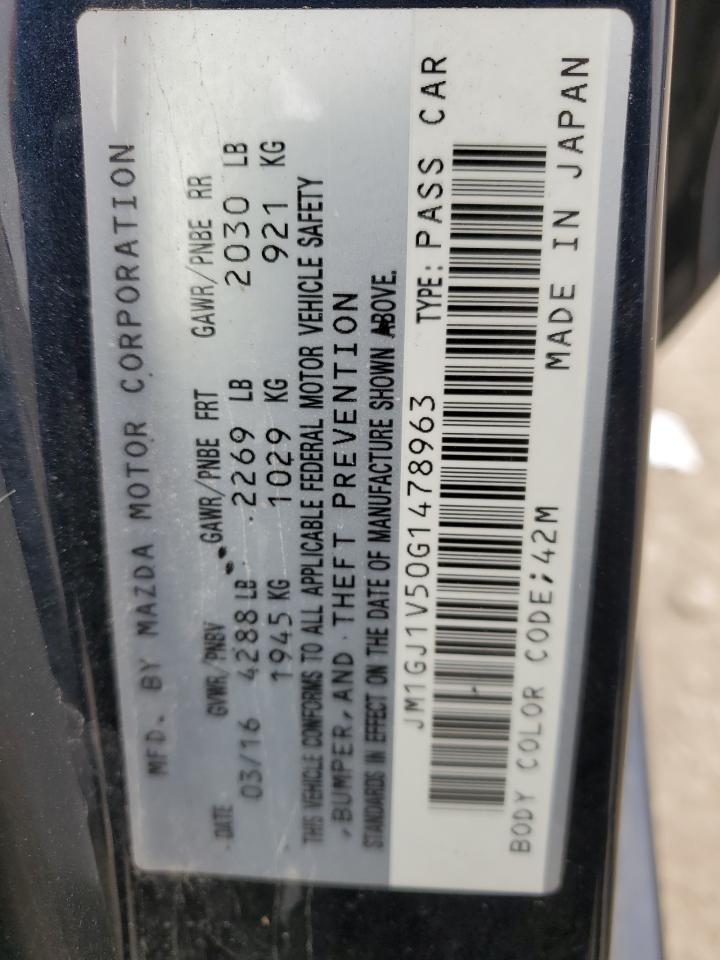 MFD. BY MAZDA MOTOR CORPORATION
DATE GVWR/PNBV GAWR/PNBE FRT GAWR/PNBE RR
03/16 4288 LB 2269 LB 2030 LB
1945 KG 1029 KG 921 KG
THIS VEHICLE CONFORMS TO ALL APPLICABLE FEDERAL MOTOR VEHICLE SAFETY
,BUMPER, AND THEFT PREVENTION
STANDARDS IN EFFECT ON THE DATE OF MANUFACTURE SHOWN ABOVE.
JM1GJ1V50G1478963 TYPE: PASS CAR
BODY COLOR CODE:42M MADE IN JAPAN